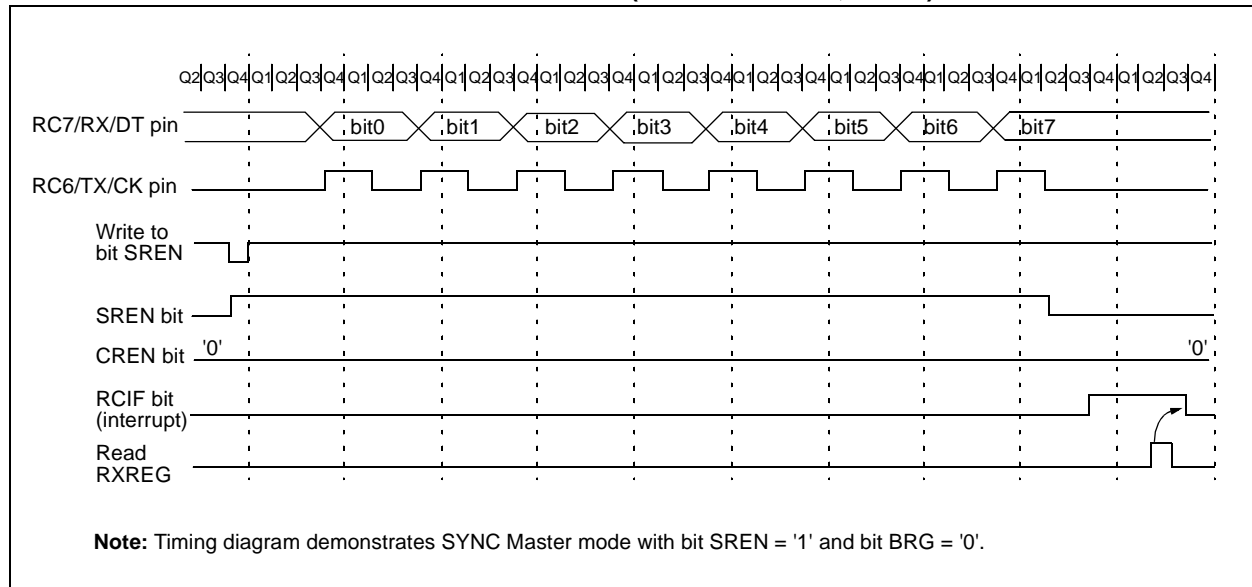 Q2 Q3 Q4 Q1 Q2 Q3 Q4 Q1 Q2 Q3 Q4 Q1 Q2 Q3 Q4 Q1 Q2 Q3 Q4 Q1 Q2 Q3 Q4 Q1 Q2 Q3 Q4 Q1 Q2 Q3 Q4 Q1 Q2 Q3 Q4 Q1 Q2 Q3 Q4 Q1 Q2 Q3 Q4
RC7/RX/DT pin bit0 bit1 bit2 bit3 bit4 bit5 bit6 bit7
RC6/TX/CK pin
Write to
bit SREN
SREN bit
CREN bit '0' '0'
RCIF bit
(interrupt)
Read
RXREG
Note: Timing diagram demonstrates SYNC Master mode with bit SREN = '1' and bit BRG = '0'.